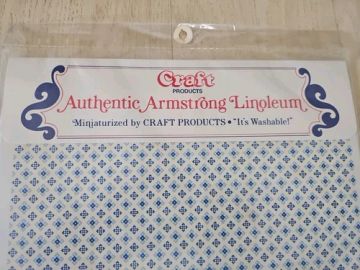 Craft
PRODUCTS
Authentic Armstrong Linoleum
Miniaturized by CRAFT PRODUCTS • "It's Washable!"